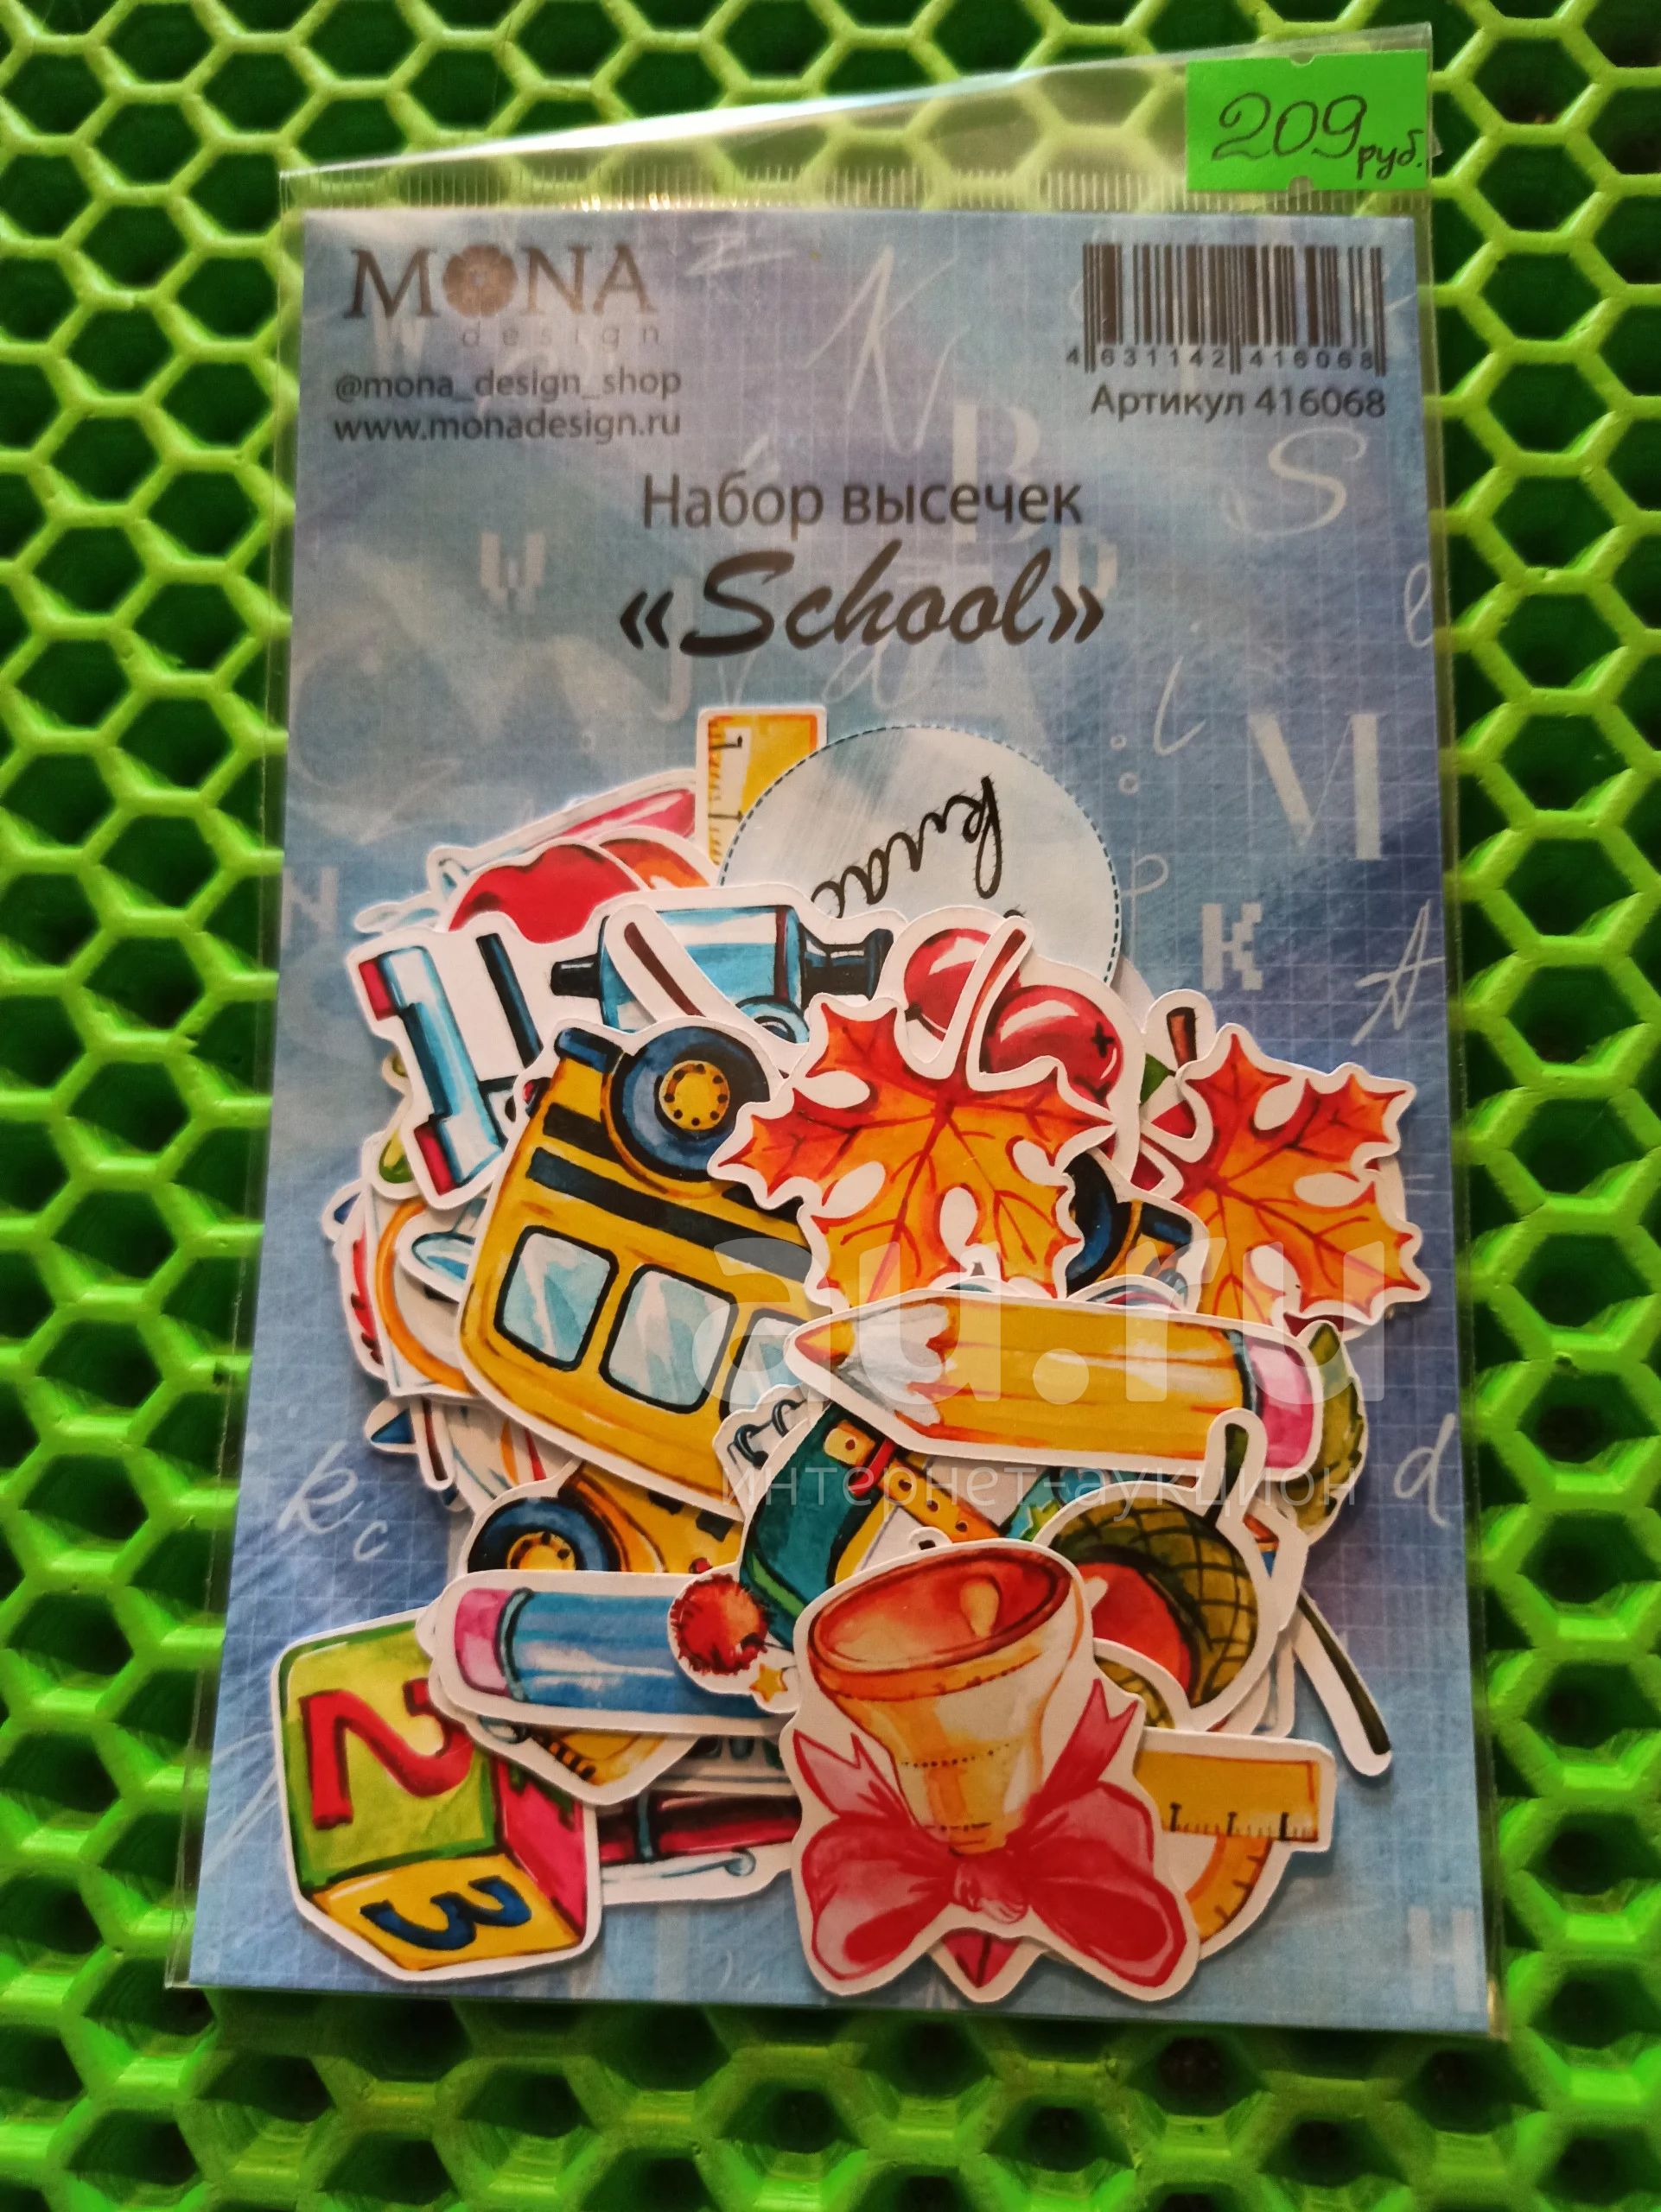 209 руб.
MONA
design
@mona_design_shop
www.monadesign.ru
4 631142 416068
Артикул 416068
Набор высечек
«School»
1
2
3
au.ru
интернет-аукцион